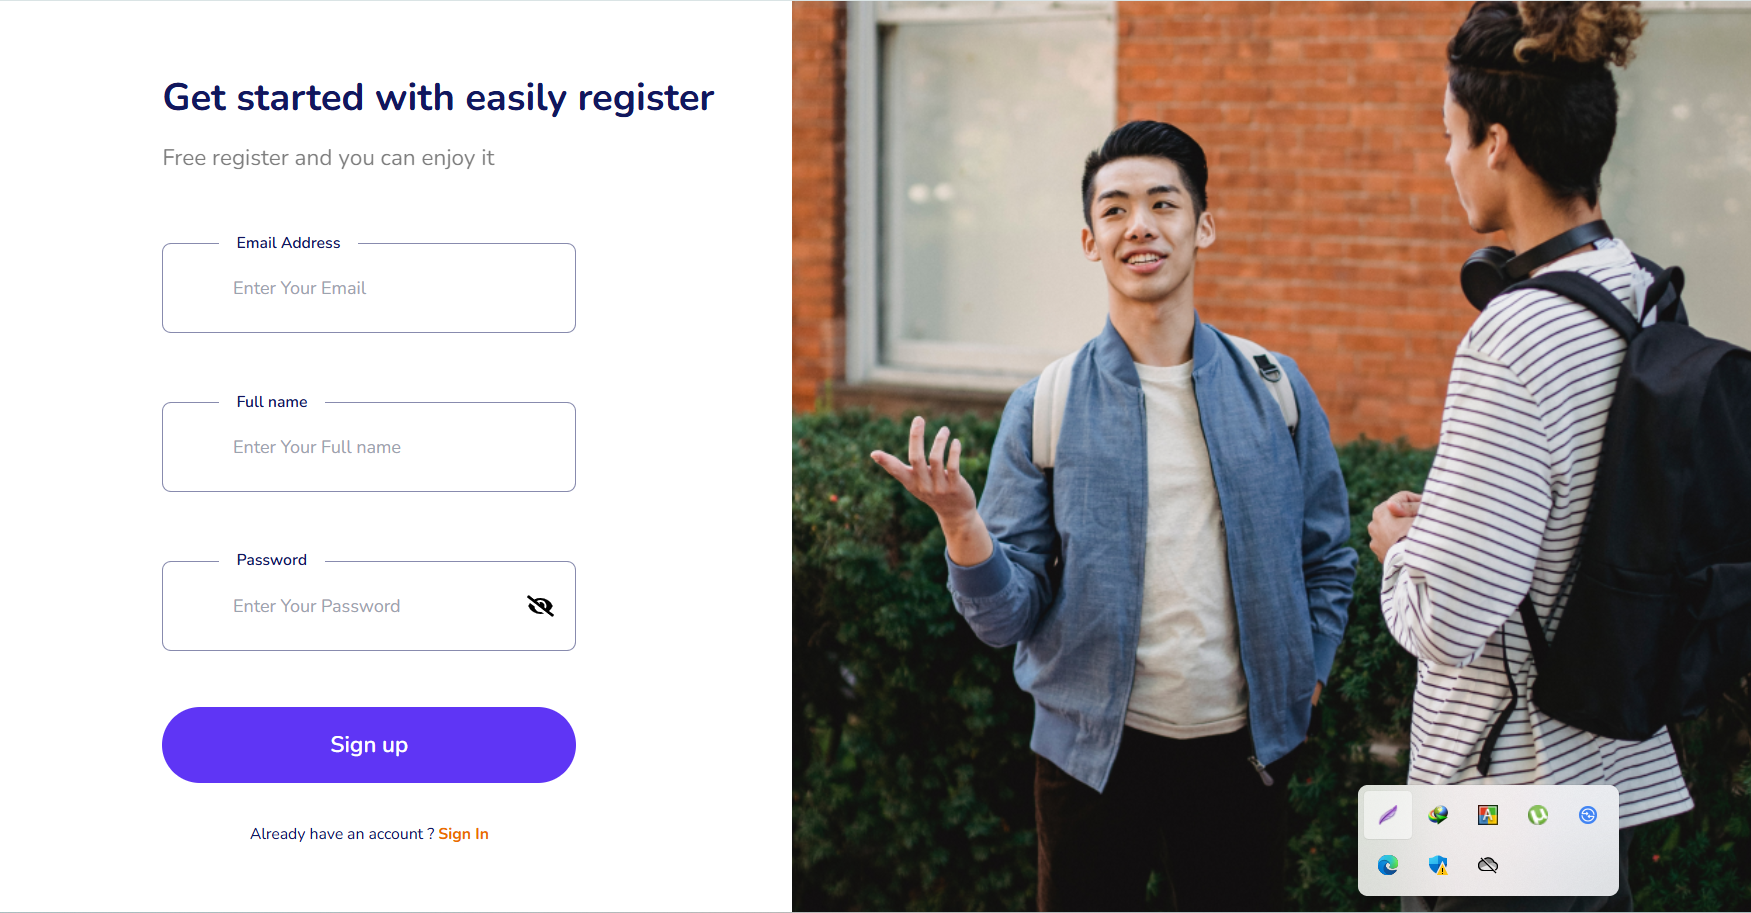 Get started with easily register
Free register and you can enjoy it
Email Address
Enter Your Email
Full name
Enter Your Full name
Password
Enter Your Password
Sign up
Already have an account ? Sign In